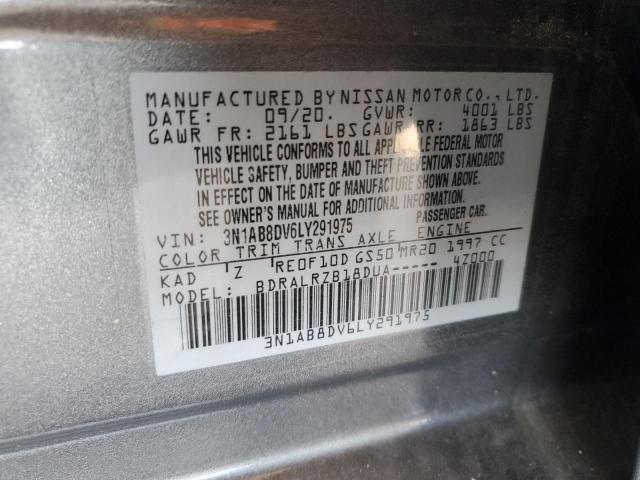 MANUFACTURED BY NISSAN MOTOR CO., LTD.
DATE: 09/20. GVWR: 4001 LBS
GAWR FR: 2161 LBS GAWR RR: 1863 LBS
THIS VEHICLE CONFORMS TO ALL APPLICABLE FEDERAL MOTOR
VEHICLE SAFETY, BUMPER AND THEFT PREVENTION STANDARDS
IN EFFECT ON THE DATE OF MANUFACTURE SHOWN ABOVE.
SEE OWNER'S MANUAL FOR ADDITIONAL INFORMATION.
VIN: 3N1AB8DV6LY291975 PASSENGER CAR.
COLOR TRIM TRANS AXLE ENGINE
KAD Z RE0F10D GS50 MR20 1997 CC
MODEL: BDRALRZB18DUA----- 4Z000
3N1AB8DV6LY291975